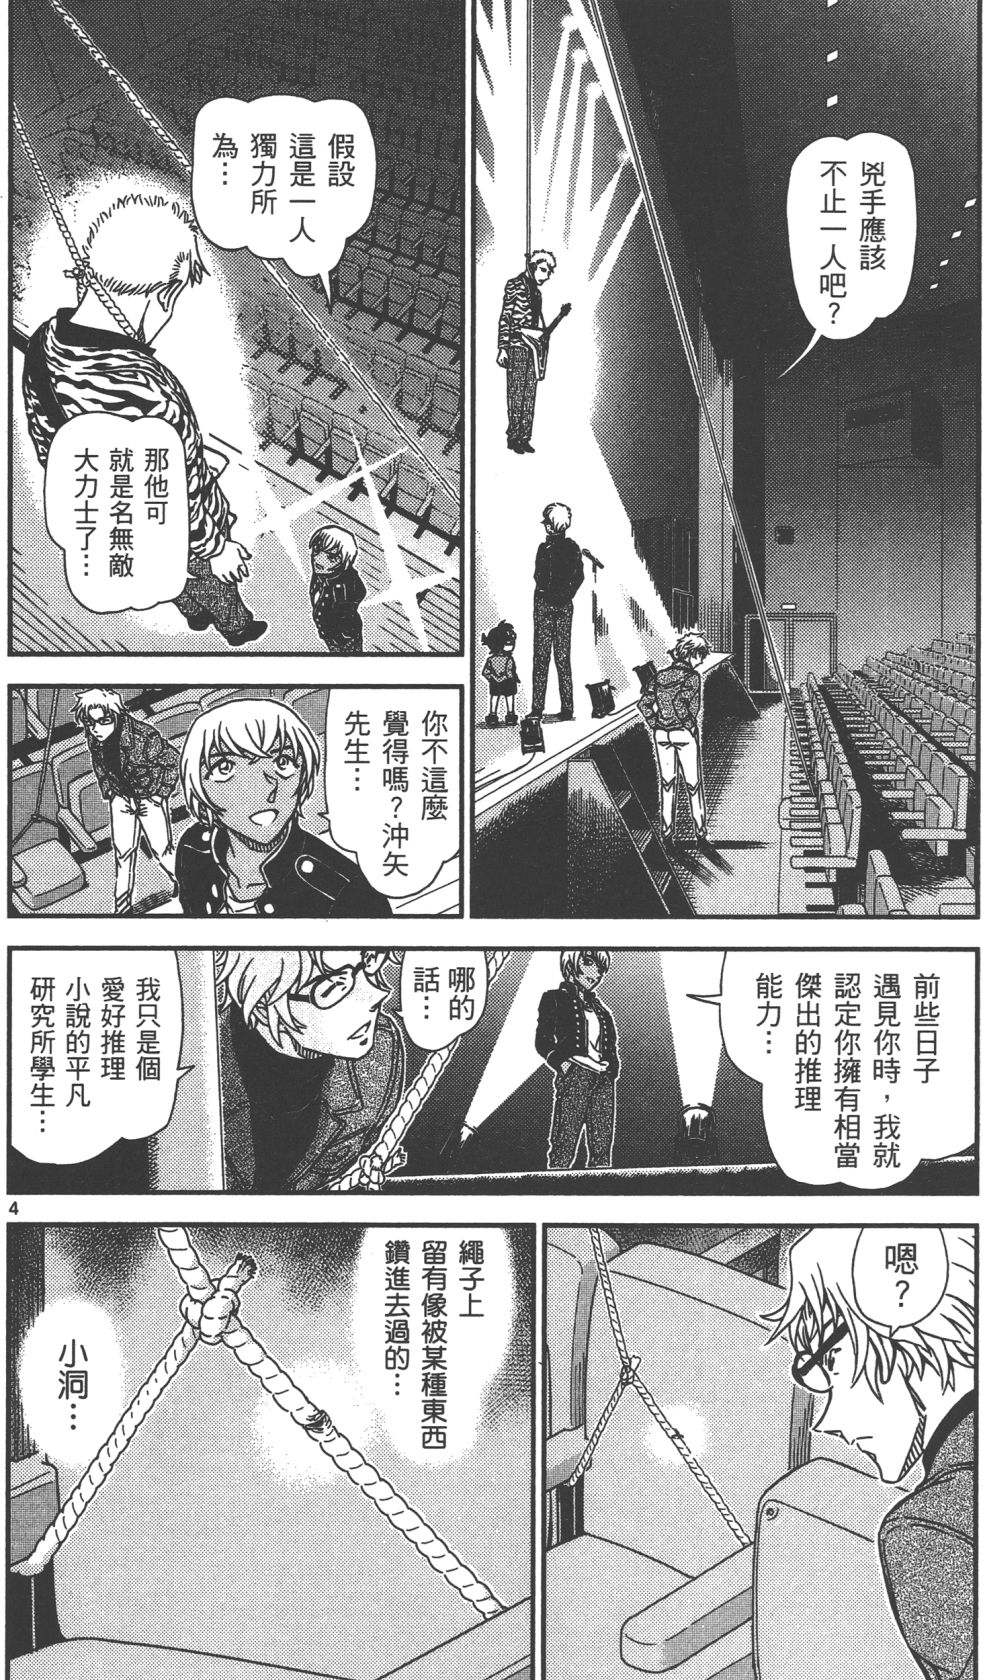 兇手應該
不止一人吧？
假設
這是一人
獨力所
為…
那他可
就是名無敵
大力士了…
你不這麼
覺得嗎？沖矢
先生…
前些日子
遇見你時，我就
認定你擁有相當
傑出的推理
能力…
哪的
話…
我只是個
愛好推理
小說的平凡
研究所學生…
4
嗯？
繩子上
留有像被某種東西
鑽進去過的…
小洞…